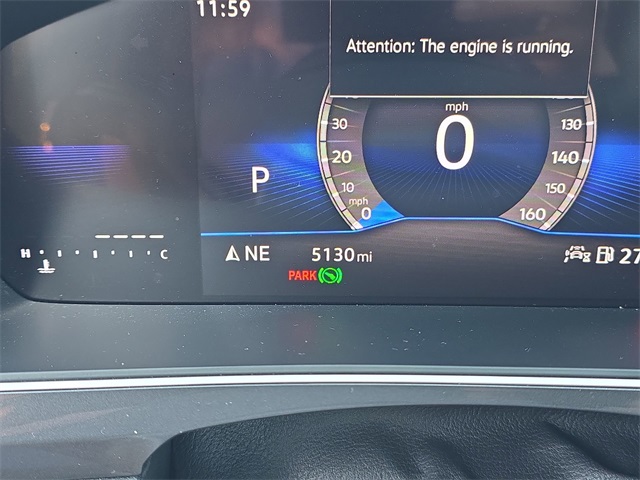 11:59
Attention: The engine is running.
mph
0
30
20
10
mph
0
130
140
150
160
P
H C
NE 5130 mi 27
PARK